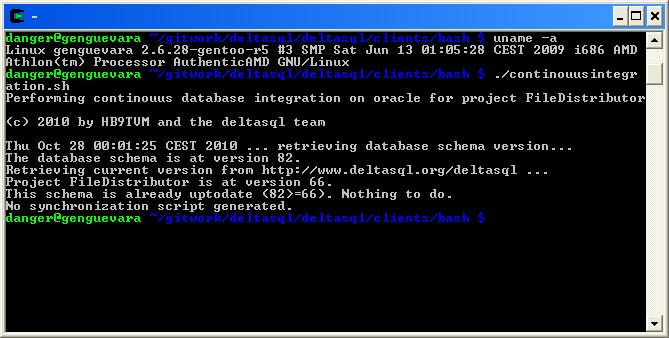 ~
danger@genguevara ~/gitwork/deltasql/deltasql/clients/bash $ uname -a
Linux genguevara 2.6.28-gentoo-r5 #3 SMP Sat Jun 13 01:05:28 CEST 2009 i686 AMD
Athlon(tm) Processor AuthenticAMD GNU/Linux
danger@genguevara ~/gitwork/deltasql/deltasql/clients/bash $ ./continouusintegr
ation.sh
Performing continouus database integration on oracle for project FileDistributor
(c) 2010 by HB9TVM and the deltasql team
Thu Oct 28 00:01:25 CEST 2010 ... retrieving database schema version...
The database schema is at version 82.
Retrieving current version from http://www.deltasql.org/deltasql ...
Project FileDistributor is at version 66.
This schema is already uptodate (82>=66). Nothing to do.
No synchronization script generated.
danger@genguevara ~/gitwork/deltasql/deltasql/clients/bash $